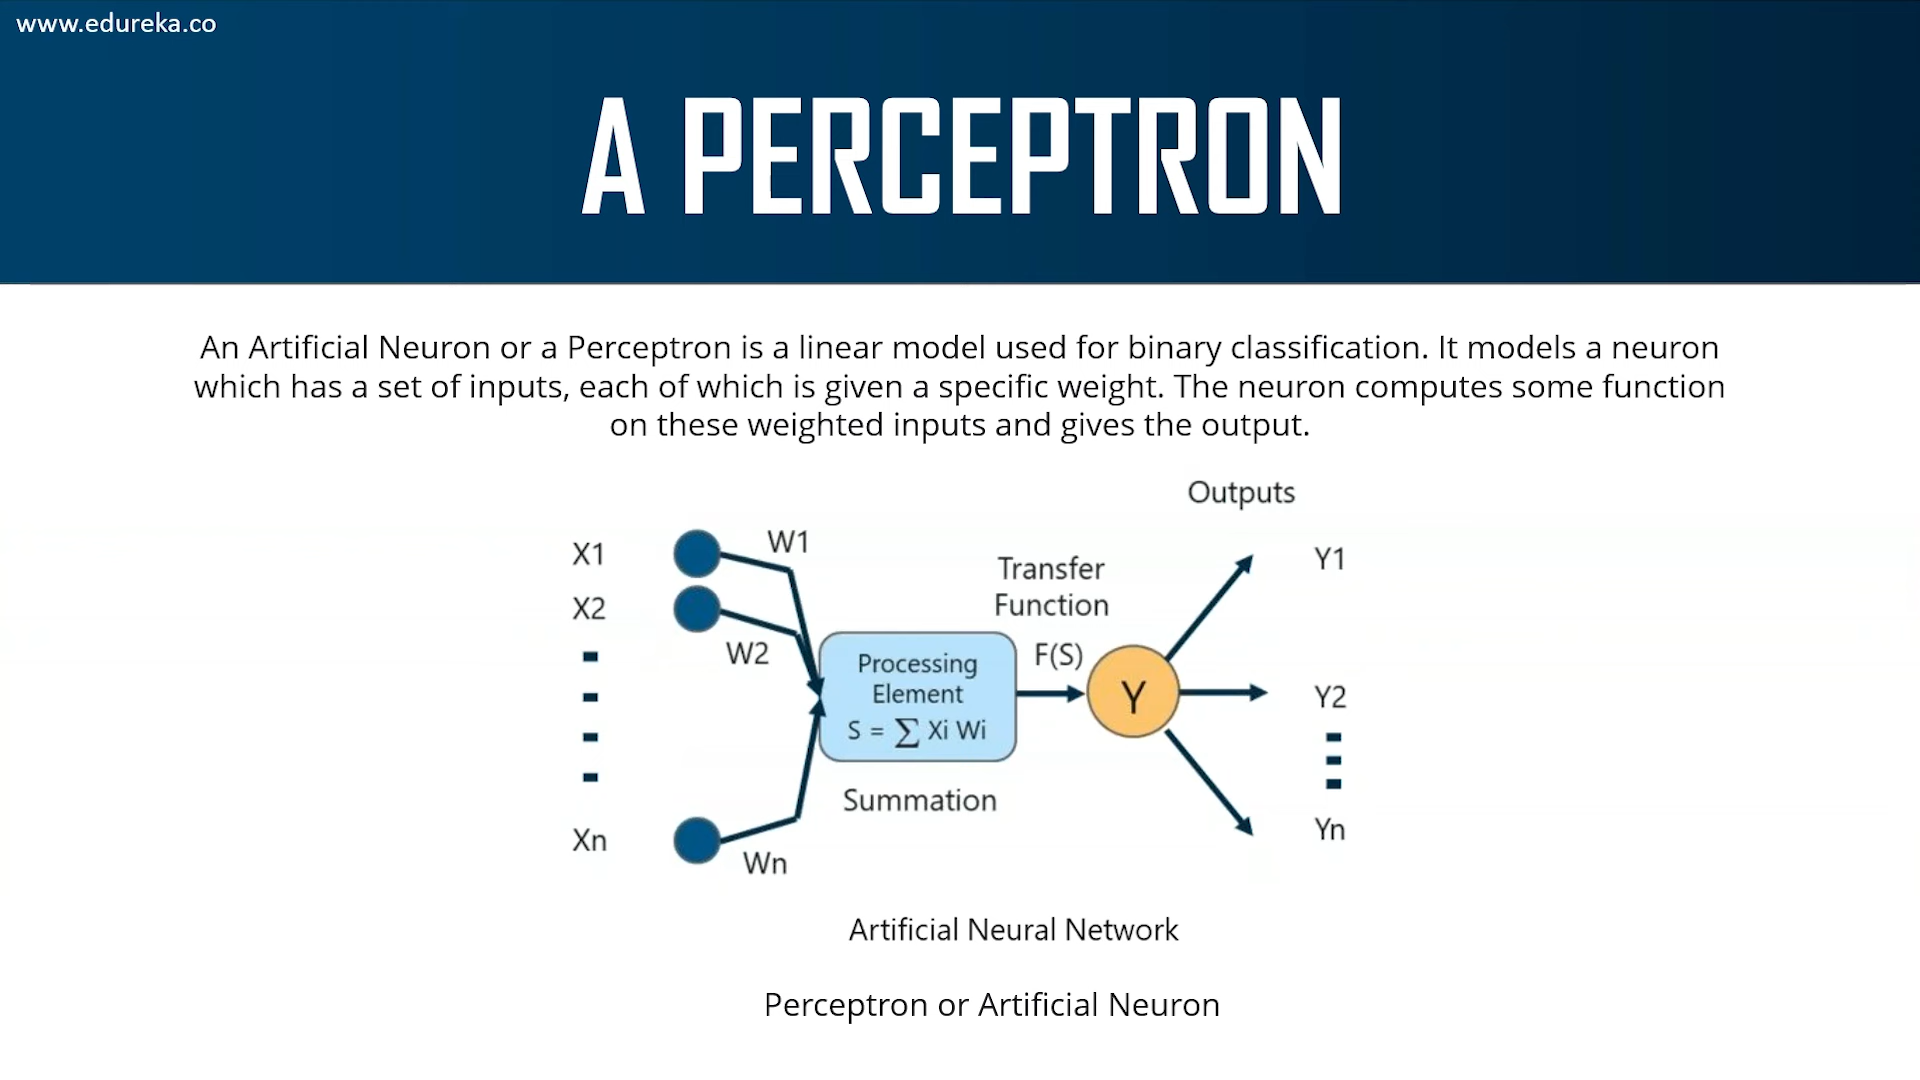 www.edureka.co
A PERCEPTRON
An Artificial Neuron or a Perceptron is a linear model used for binary classification. It models a neuron
which has a set of inputs, each of which is given a specific weight. The neuron computes some function
on these weighted inputs and gives the output.
Outputs
X1
W1
X2
W2
Xn
Wn
Processing
Element
S = ∑ Xi Wi
Summation
Transfer
Function
F(S)
Y
Y1
Y2
Yn
Artificial Neural Network
Perceptron or Artificial Neuron